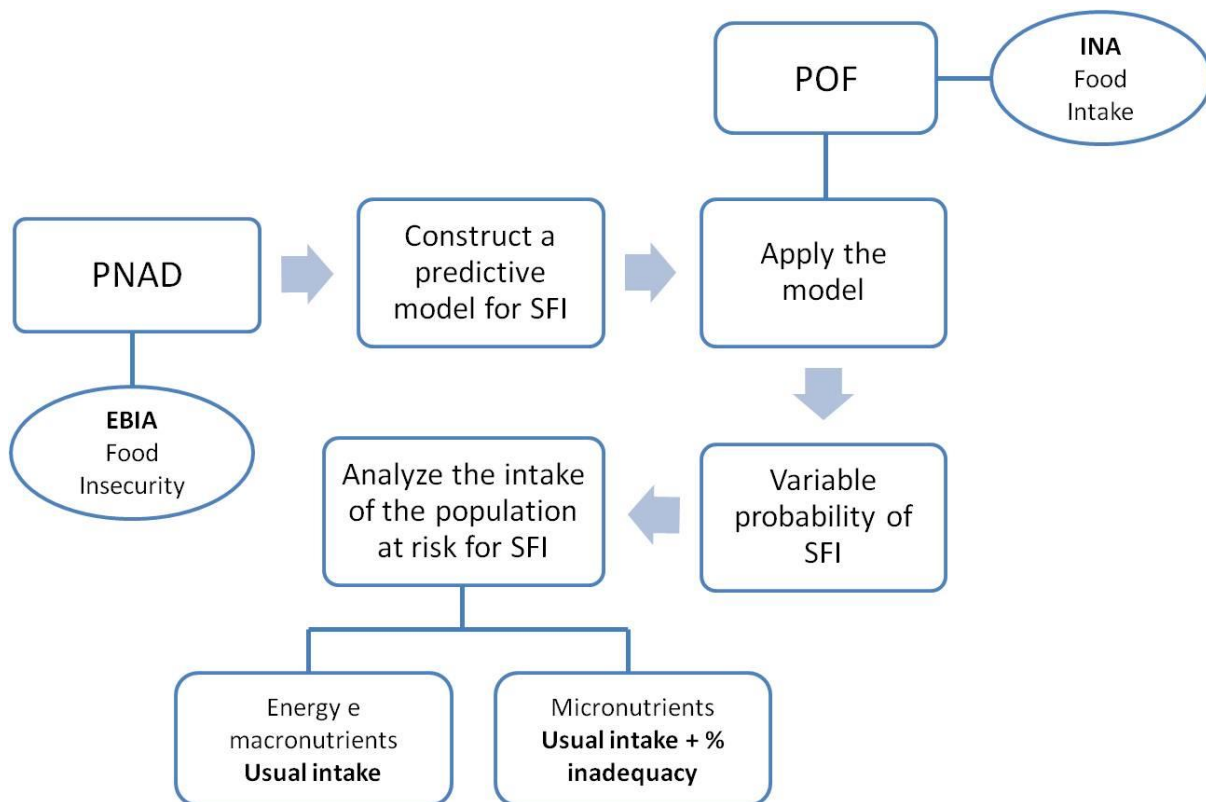 POF
INA
Food
Intake
PNAD
Construct a
predictive
model for SFI
Apply the
model
EBIA
Food
Insecurity
Analyze the intake
of the population
at risk for SFI
Variable
probability of
SFI
Energy e
macronutrients
Usual intake
Micronutrients
Usual intake + %
inadequacy